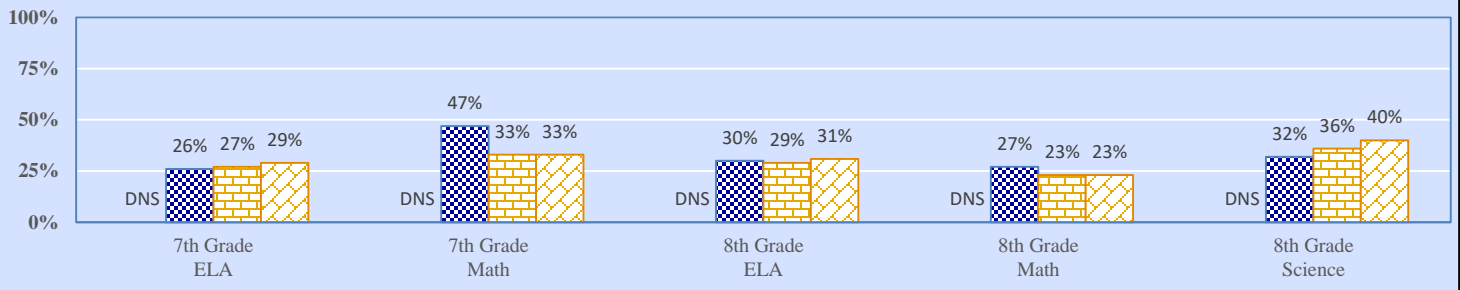 100%
75%
50%
25%
0%
DNS 26% 27% 29%
DNS 47% 33% 33%
DNS 30% 29% 31%
DNS 27% 23% 23%
DNS 32% 36% 40%
7th Grade
ELA
7th Grade
Math
8th Grade
ELA
8th Grade
Math
8th Grade
Science